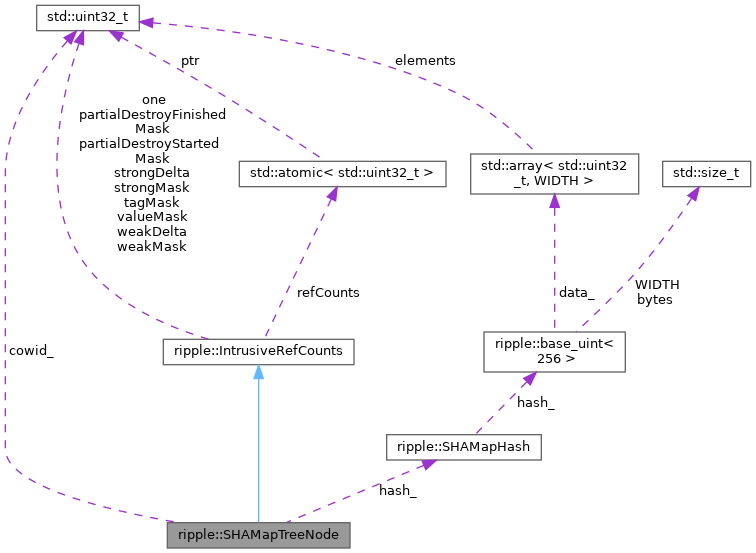 std::uint32_t
ptr
elements
one
partialDestroyFinished
Mask
partialDestroyStarted
Mask
strongDelta
strongMask
tagMask
valueMask
weakDelta
weakMask
std::atomic< std::uint32_t >
std::array< std::uint32
_t, WIDTH >
std::size_t
refCounts
data_
WIDTH
bytes
cowid_
ripple::IntrusiveRefCounts
ripple::base_uint<
256 >
hash_
ripple::SHAMapHash
hash_
ripple::SHAMapTreeNode